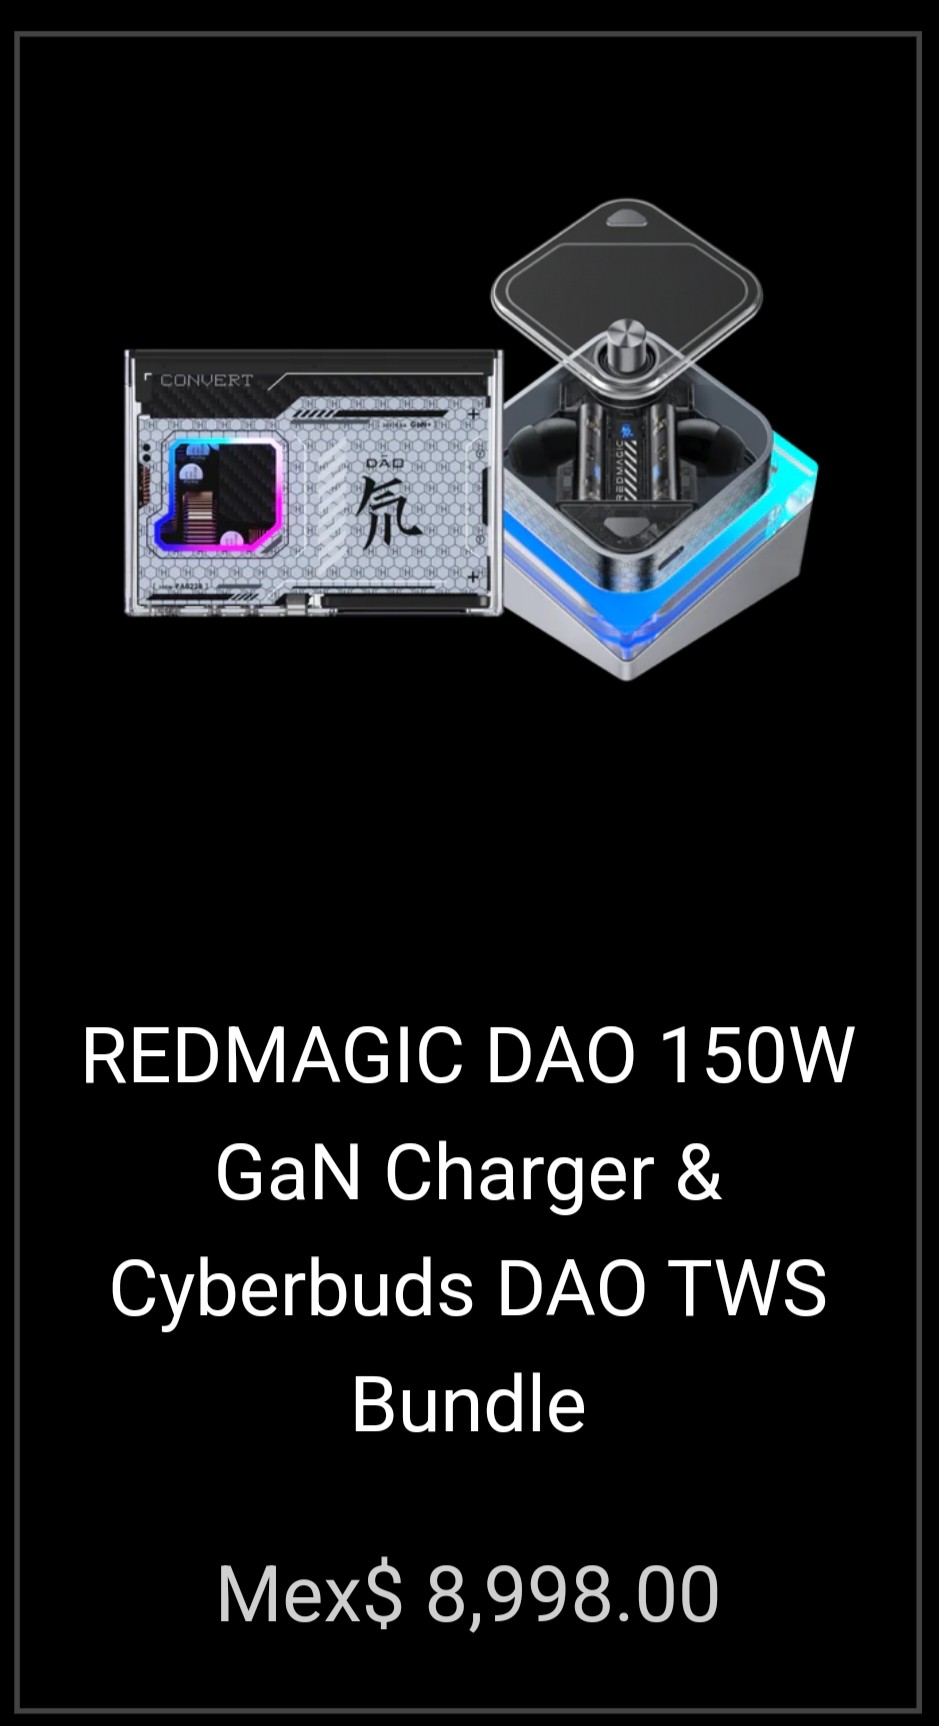 CONVERT
DAO
氘
REDMAGIC
REDMAGIC DAO 150W
GaN Charger &
Cyberbuds DAO TWS
Bundle
Mex$ 8,998.00